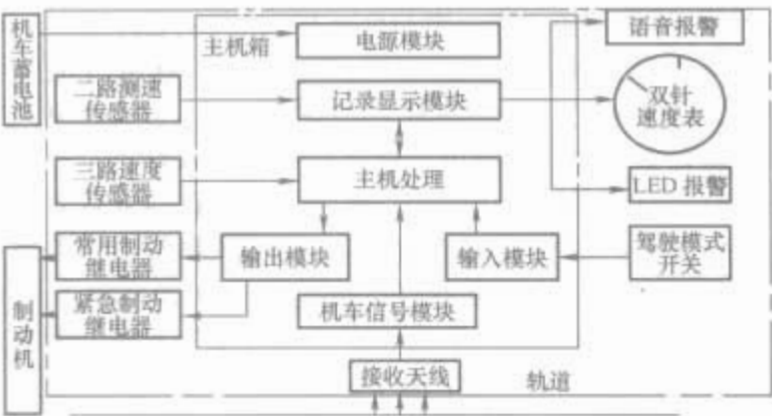 机车蓄电池
主机箱
电源模块
语音报警
二路测速
传感器
记录显示模块
双针
速度表
三路速度
传感器
主机处理
LED 报警
常用制动
继电器
输出模块
输入模块
驾驶模式
开关
制动机
紧急制动
继电器
机车信号模块
接收天线
轨道